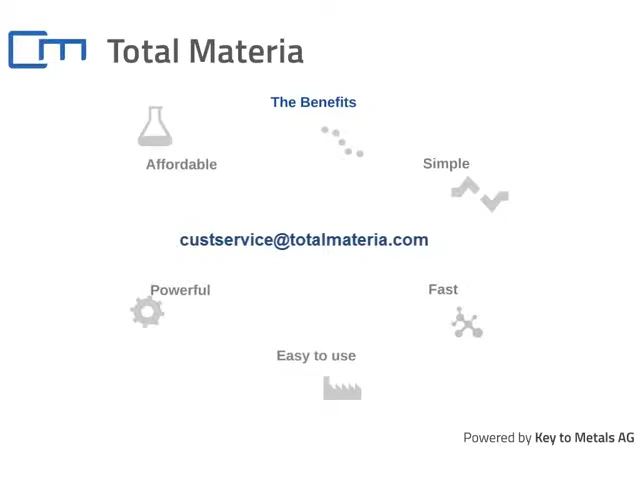 Total Materia
The Benefits
Affordable
Simple
custservice@totalmateria.com
Powerful
Fast
Easy to use
Powered by Key to Metals AG